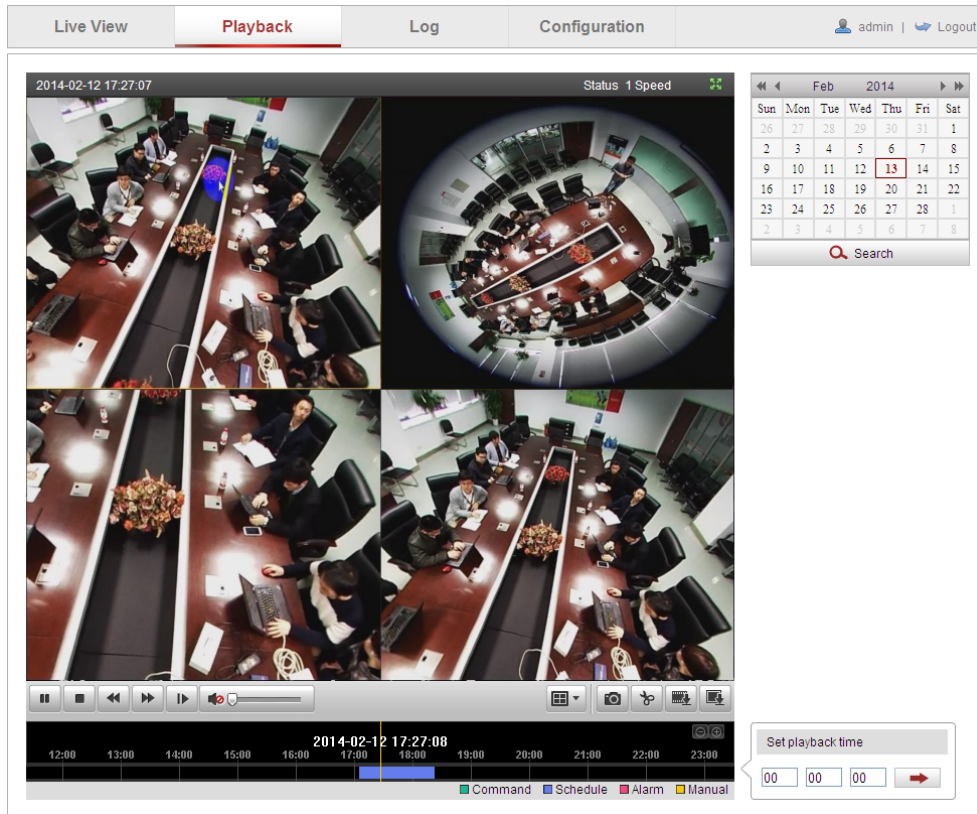 Live View
Playback
Log
Configuration
admin | Logout
2014-02-12 17:27:07
Status 1 Speed
Feb 2014
Sun Mon Tue Wed Thu Fri Sat
26 27 28 29 30 31 1
2 3 4 5 6 7 8
9 10 11 12 13 14 15
16 17 18 19 20 21 22
23 24 25 26 27 28 1
2 3 4 5 6 7 8
Search
2014-02-12 17:27:08
12:00 13:00 14:00 15:00 16:00 17:00 18:00 19:00 20:00 21:00 22:00 23:00
Command Schedule Alarm Manual
Set playback time
00 00 00